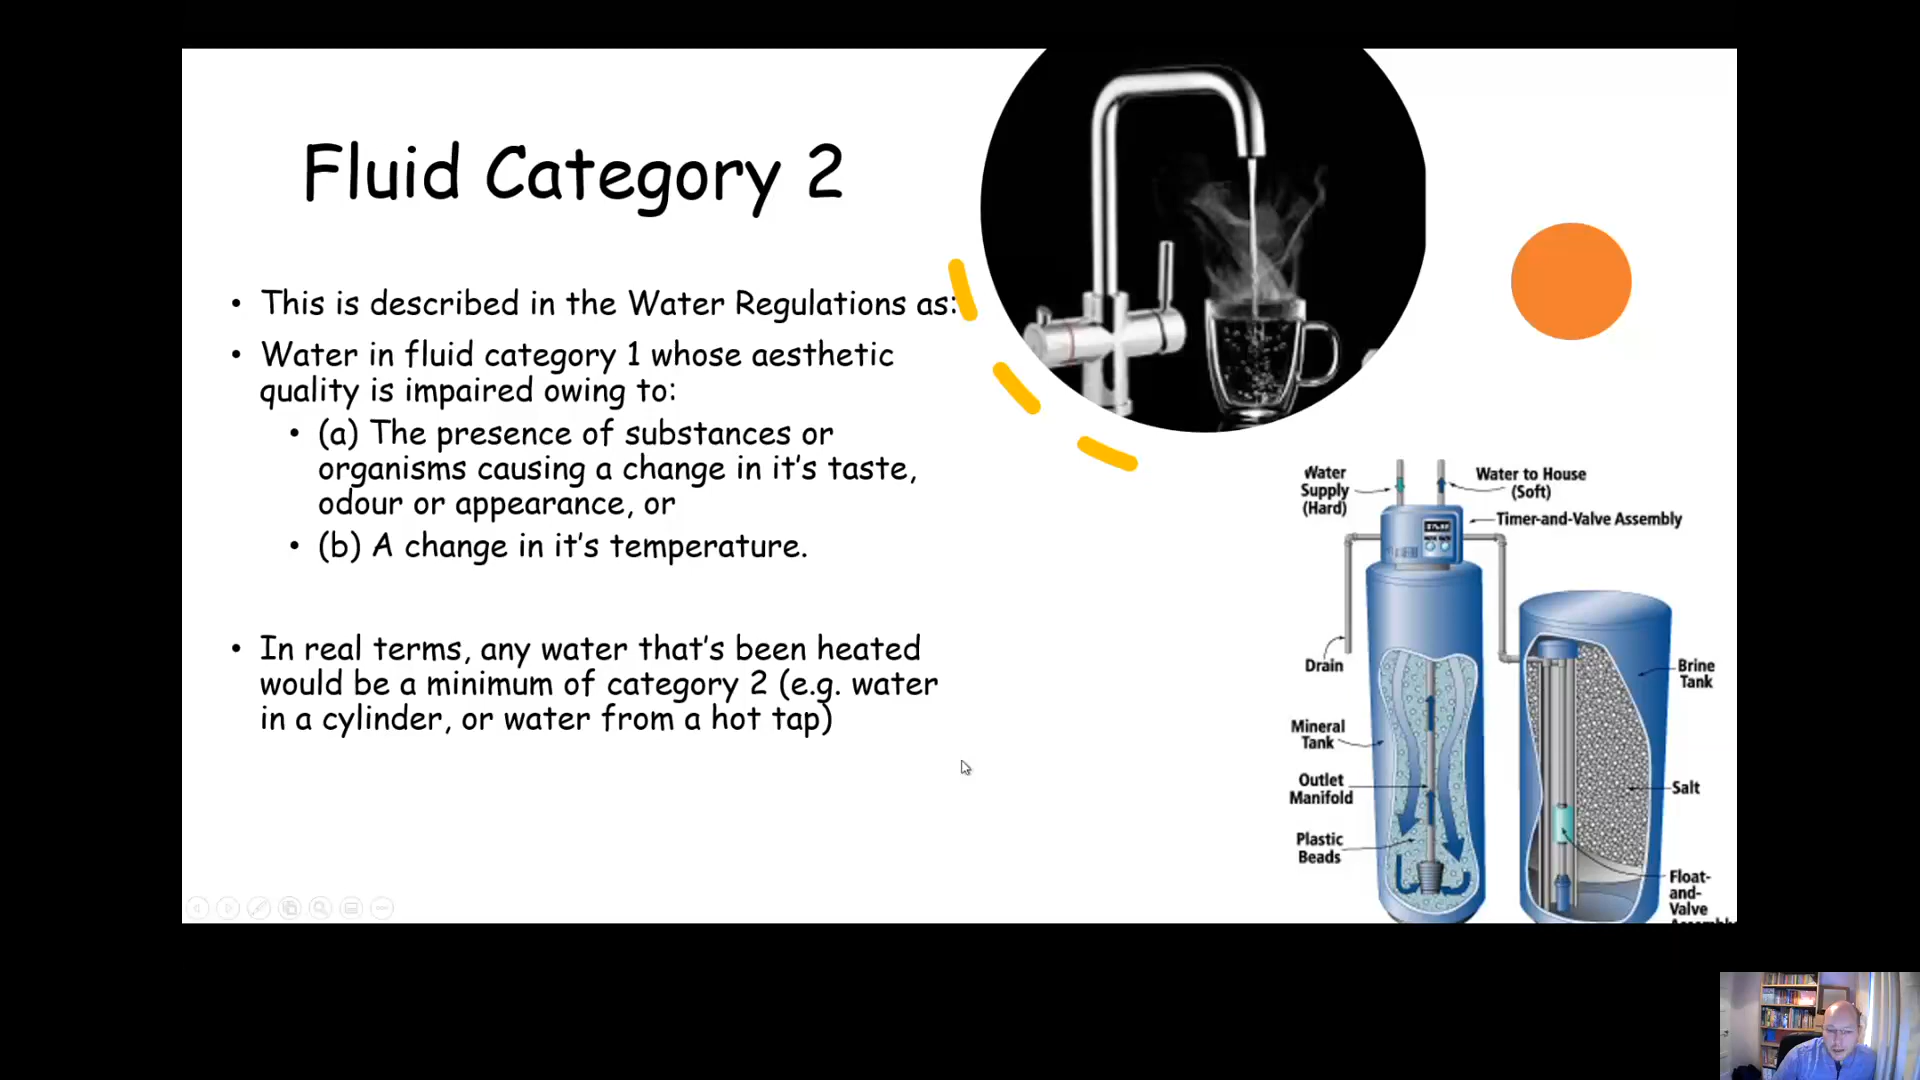 Fluid Category 2
• This is described in the Water Regulations as:
• Water in fluid category 1 whose aesthetic
quality is impaired owing to:
• (a) The presence of substances or
organisms causing a change in it's taste,
odour or appearance, or
• (b) A change in it's temperature.
• In real terms, any water that's been heated
would be a minimum of category 2 (e.g. water
in a cylinder, or water from a hot tap)
Water
Supply
(Hard)
Water to House
(Soft)
Timer-and-Valve Assembly
Drain
Brine
Tank
Mineral
Tank
Outlet
Manifold
Salt
Plastic
Beads
Float-
and-
Valve